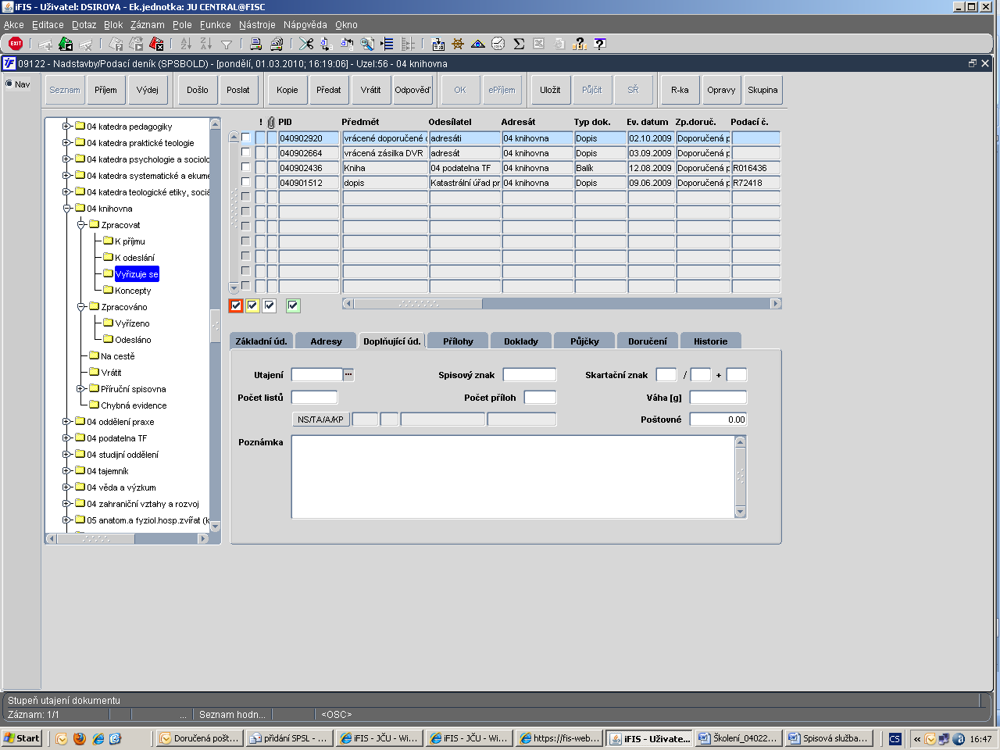 iFIS - Uživatel: DSIROVA - Ek.jednotka: JU CENTRAL@FISC
Akce Editace Dotaz Blok Záznam Pole Funkce Nástroje Nápověda Okno
EXIT
09122 - Nadstavby/Podací deník (SPSBOLD) - [pondělí, 01.03.2010; 16:19:06] - Uzel:56 - 04 knihovna
Nav
Seznam Příjem Výdej Došlo Poslat Kopie Předat Vrátit Odpověď OK ePříjem Uložit Půjčit SŘ R-ka Opravy Skupina
04 katedra pedagogiky
04 katedra praktické teologie
04 katedra psychologie a sociolo
04 katedra systematické a ekume
04 katedra teologické etiky, sociá
04 knihovna
Zpracovat
K příjmu
K odeslání
Vyřizuje se
Koncepty
Zpracováno
Vyřízeno
Odesláno
Na cestě
Vrátit
Příruční spisovna
Chybná evidence
04 oddělení praxe
04 podatelna TF
04 studijní oddělení
04 tajemník
04 věda a výzkum
04 zahraniční vztahy a rozvoj
05 anatom.a fyziol.hosp.zvířat (k
! PID Předmět Odesílatel Adresát Typ dok. Ev. datum Zp.doruč. Podací č.
040902920 vrácené doporučené adresáti 04 knihovna Dopis 02.10.2009 Doporučená p
040902664 vrácená zásilka DVR adresát 04 knihovna Dopis 03.09.2009 Doporučená p
040902436 Kniha 04 podatelna TF 04 knihovna Balík 12.08.2009 Doporučená p R016436
040901512 dopis Katastrální úřad pr 04 knihovna Dopis 09.06.2009 Doporučená p R72418
Základní úd. Adresy Doplňující úd. Přílohy Doklady Půjčky Doručení Historie
Utajení ... Spisový znak Skartační znak / +
Počet listů Počet příloh Váha [g]
NS/TA/A/KP Poštovné 0.00
Poznámka
Stupeň utajení dokumentu
Záznam: 1/1 ... Seznam hodn... <OSC>
Start Doručená pošt... přidání SPSL - ... iFIS - JČU - Wi... iFIS - JČU - Wi... https://fis-web... iFIS - Uživate... Školení_04022... Spisová služba... CS « 16:47